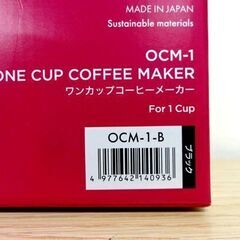 MADE IN JAPAN
Sustainable materials
OCM-1
ONE CUP COFFEE MAKER
ワンカップコーヒーメーカー
For 1 Cup
OCM-1-B
ブラック
4 977642 140936